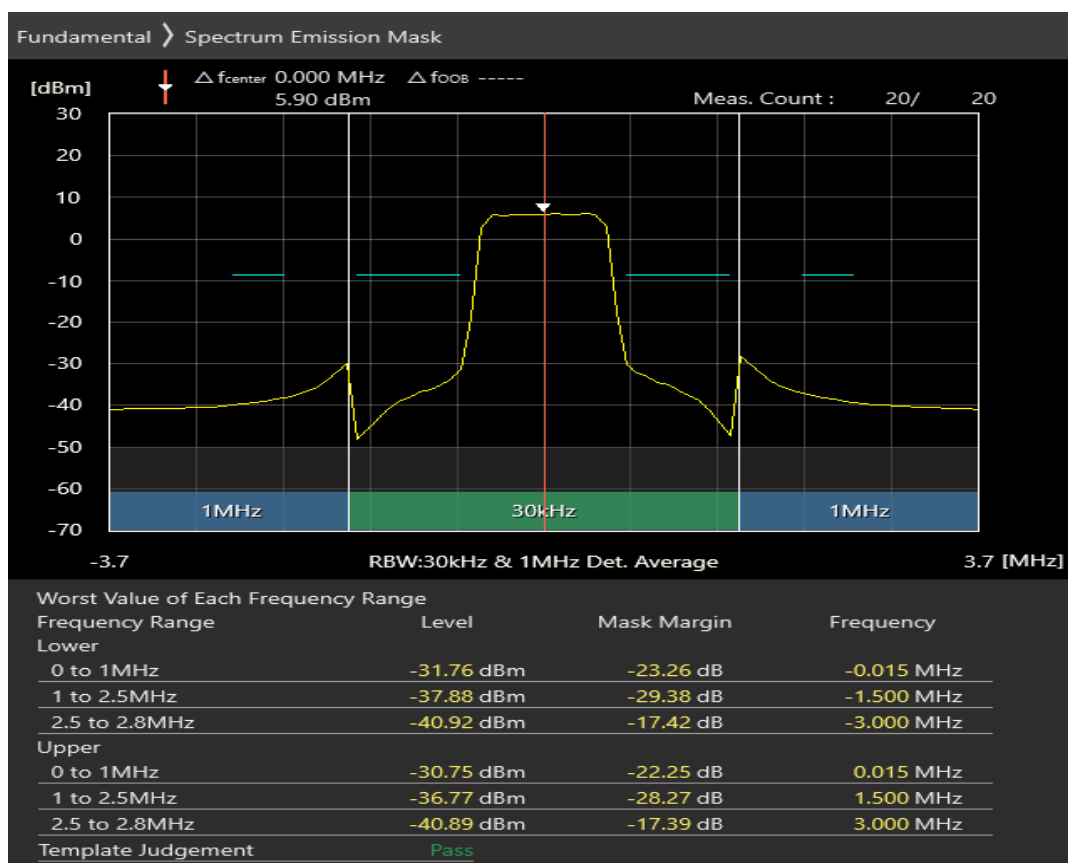 Fundamental 〉 Spectrum Emission Mask
[dBm]
△ fcenter 0.000 MHz △ fOOB -----
5.90 dBm
Meas. Count : 20/ 20
30
20
10
0
-10
-20
-30
-40
-50
-60
-70
1MHz 30kHz 1MHz
-3.7 RBW:30kHz & 1MHz Det. Average 3.7 [MHz]
Worst Value of Each Frequency Range
Frequency Range Level Mask Margin Frequency
Lower
0 to 1MHz -31.76 dBm -23.26 dB -0.015 MHz
1 to 2.5MHz -37.88 dBm -29.38 dB -1.500 MHz
2.5 to 2.8MHz -40.92 dBm -17.42 dB -3.000 MHz
Upper
0 to 1MHz -30.75 dBm -22.25 dB 0.015 MHz
1 to 2.5MHz -36.77 dBm -28.27 dB 1.500 MHz
2.5 to 2.8MHz -40.89 dBm -17.39 dB 3.000 MHz
Template Judgement Pass